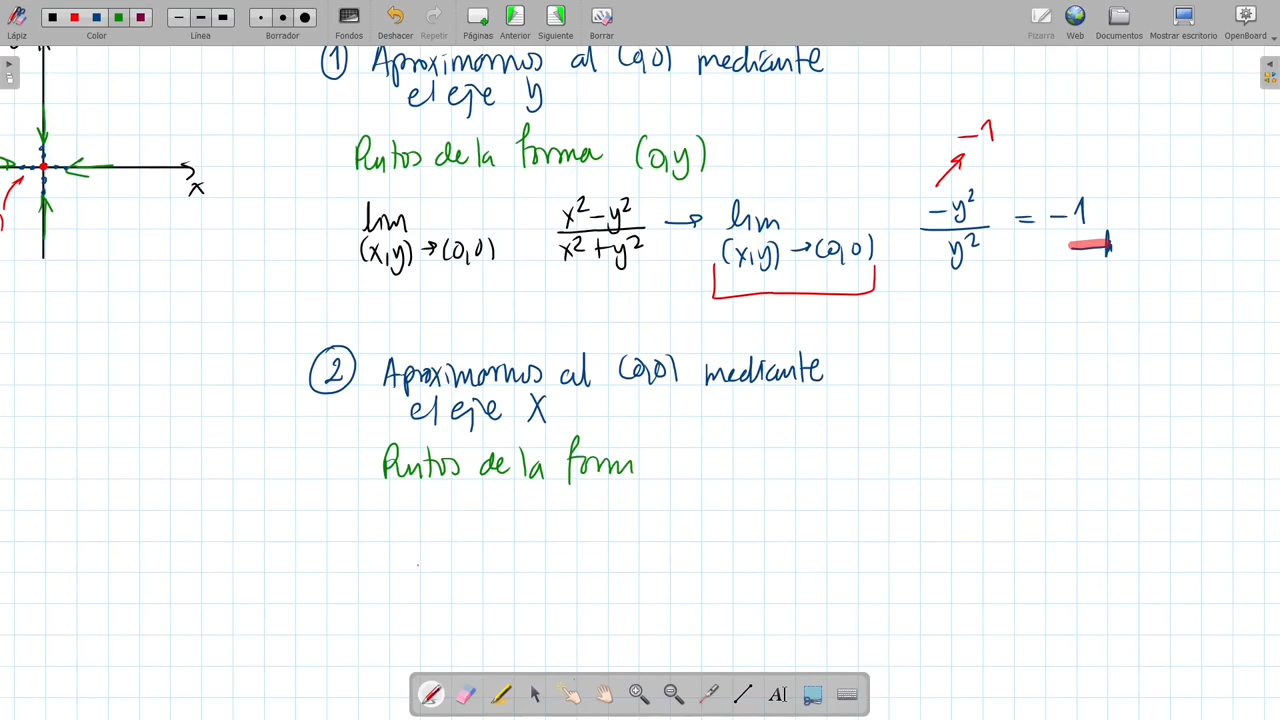 Lápiz Color Línea Borrador Fondos Deshacer Repetir Páginas Anterior Siguiente Borrar Pizarra Web Documentos Mostrar escritorio OpenBoard
① Aproximarnos al (0,0) mediante
el eje y
Puntos de la forma (0,y)
-1
lim (x,y)→(0,0) x²-y² / x²+y² → lim (x,y)→(0,0) -y² / y² = -1
x
② Aproximarnos al (0,0) mediante
el eje X
Puntos de la form